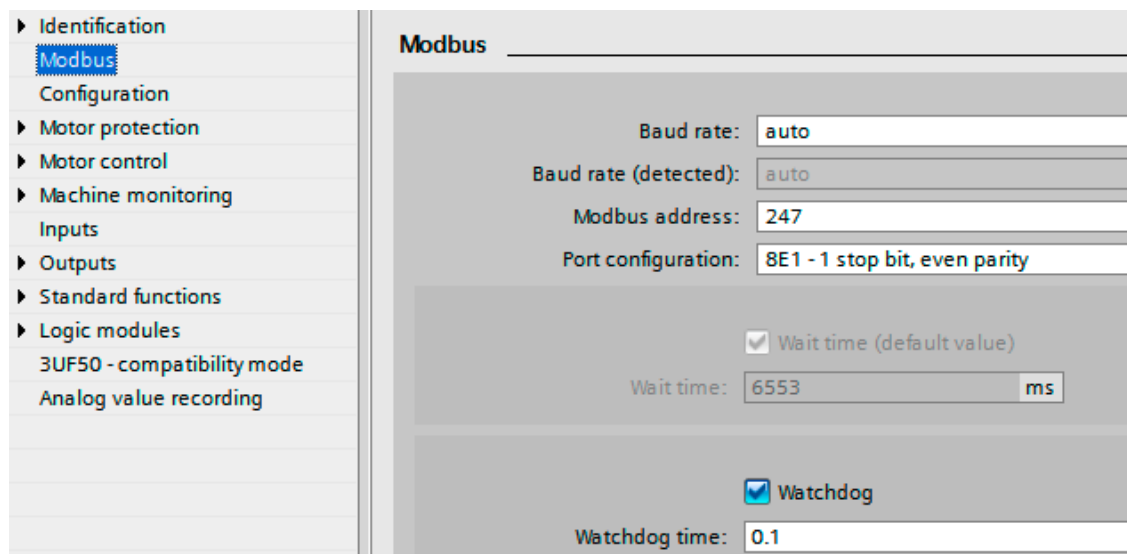 Identification
Modbus
Configuration
Motor protection
Motor control
Machine monitoring
Inputs
Outputs
Standard functions
Logic modules
3UF50 - compatibility mode
Analog value recording
Modbus
Baud rate: auto
Baud rate (detected): auto
Modbus address: 247
Port configuration: 8E1 - 1 stop bit, even parity
Wait time (default value)
Wait time: 6553 ms
Watchdog
Watchdog time: 0.1